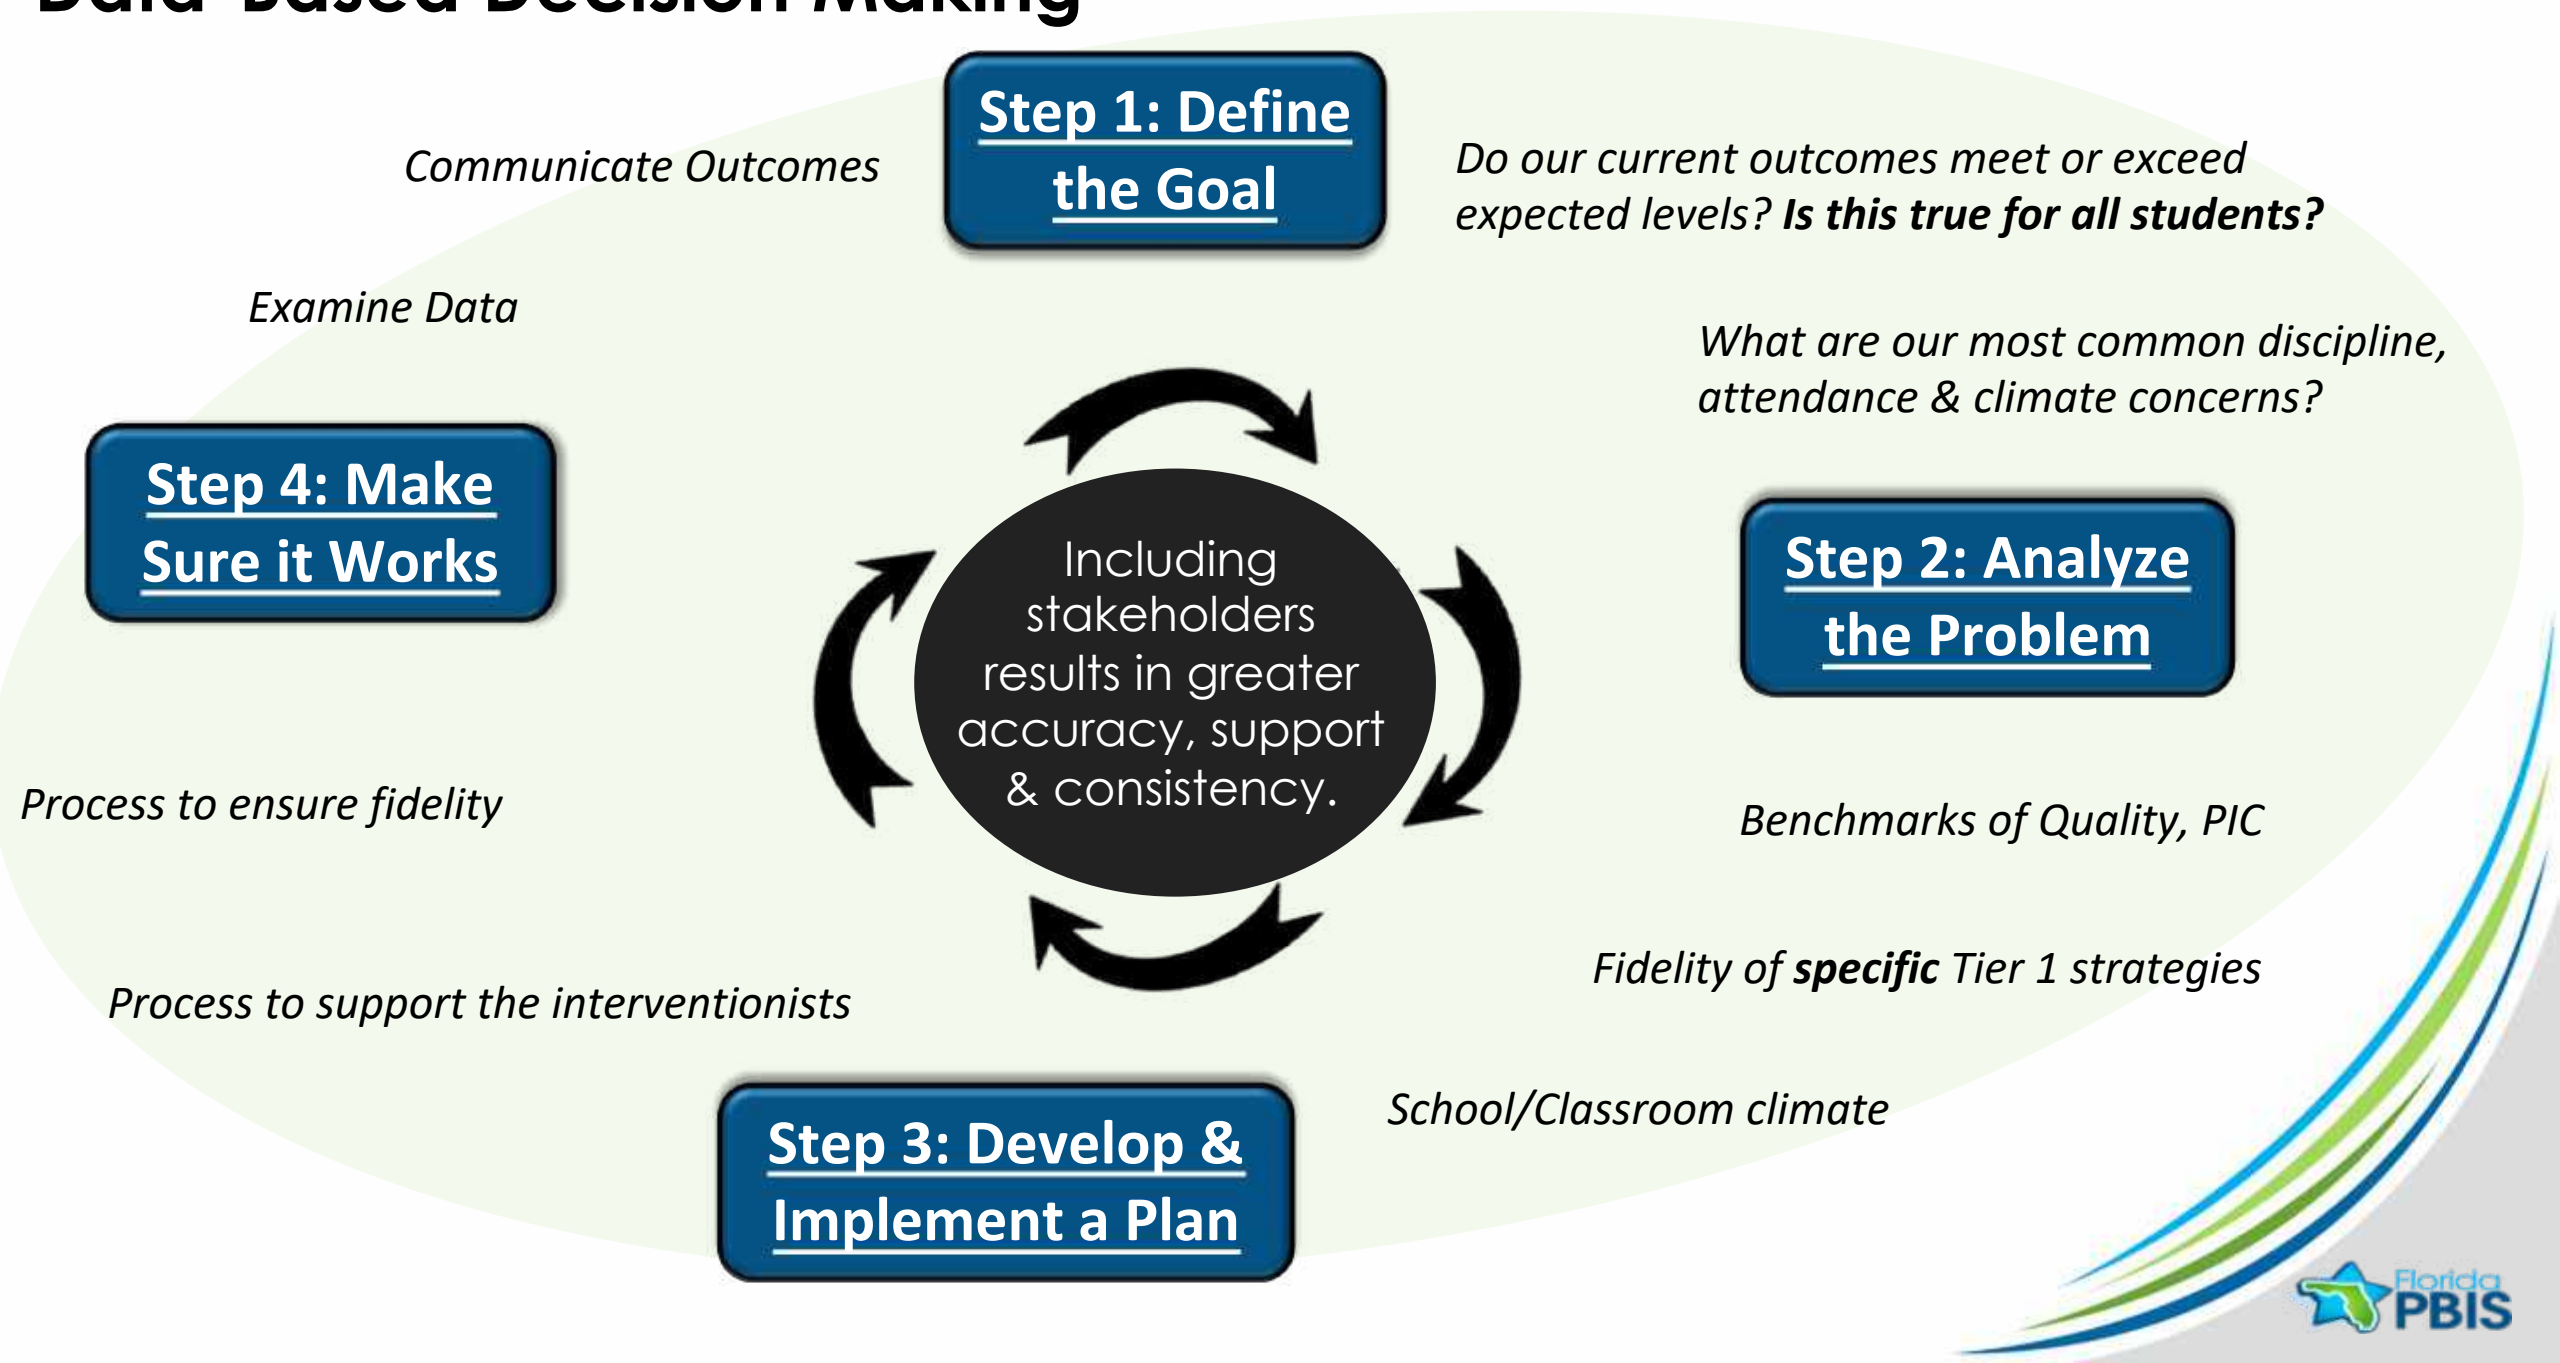 Data-Based Decision Making
Step 1: Define
the Goal
Communicate Outcomes
Do our current outcomes meet or exceed
expected levels? Is this true for all students?
Examine Data
What are our most common discipline,
attendance & climate concerns?
Step 4: Make
Sure it Works
Step 2: Analyze
the Problem
Including
stakeholders
results in greater
accuracy, support
& consistency.
Process to ensure fidelity
Benchmarks of Quality, PIC
Fidelity of specific Tier 1 strategies
Process to support the interventionists
School/Classroom climate
Step 3: Develop &
Implement a Plan
Florida
PBIS